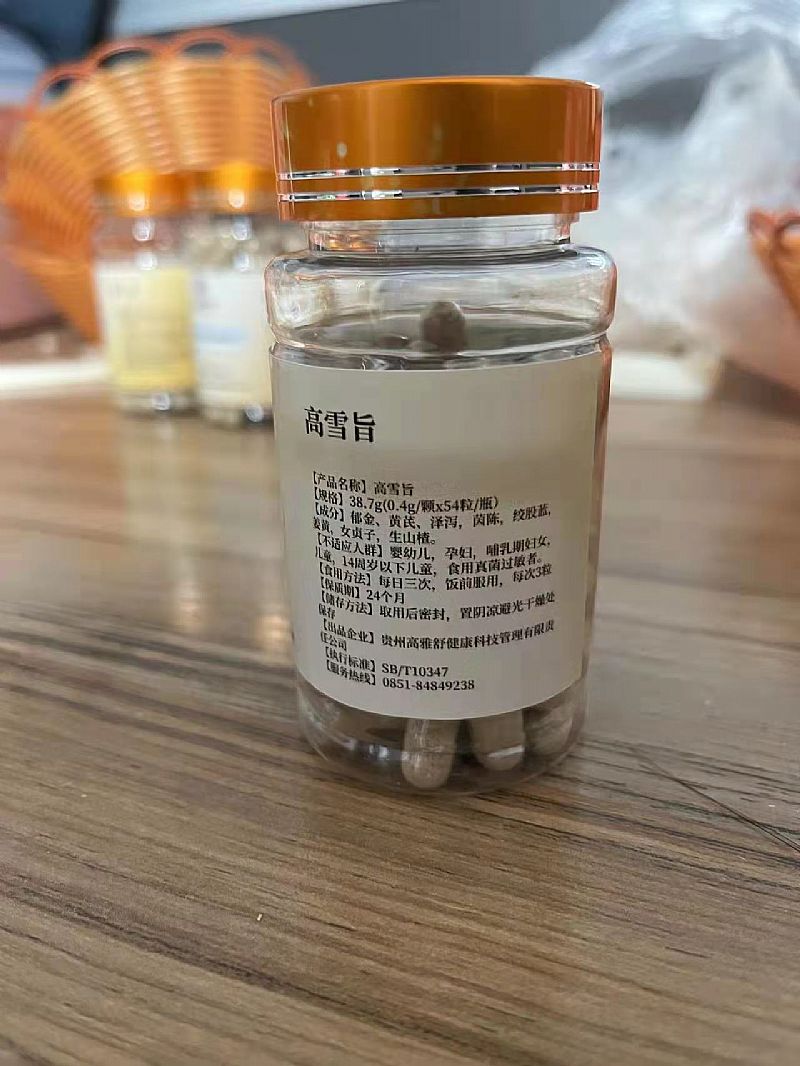 高雪旨
【产品名称】高雪旨
【规格】38.7g(0.4g/颗x54粒/瓶)
【成分】郁金、黄芪、泽泻，茵陈，绞股蓝，
姜黄，女贞子，生山楂。
【不适应人群】婴幼儿，孕妇，哺乳期妇女，
儿童，14周岁以下儿童，食用真菌过敏者。
【食用方法】每日三次，饭前服用，每次3粒
【保质期】24个月
【储存方法】取用后密封，置阴凉避光干燥处
保存
【出品企业】贵州高雅舒健康科技管理有限责
任公司
【执行标准】SB/T10347
【服务热线】0851-84849238